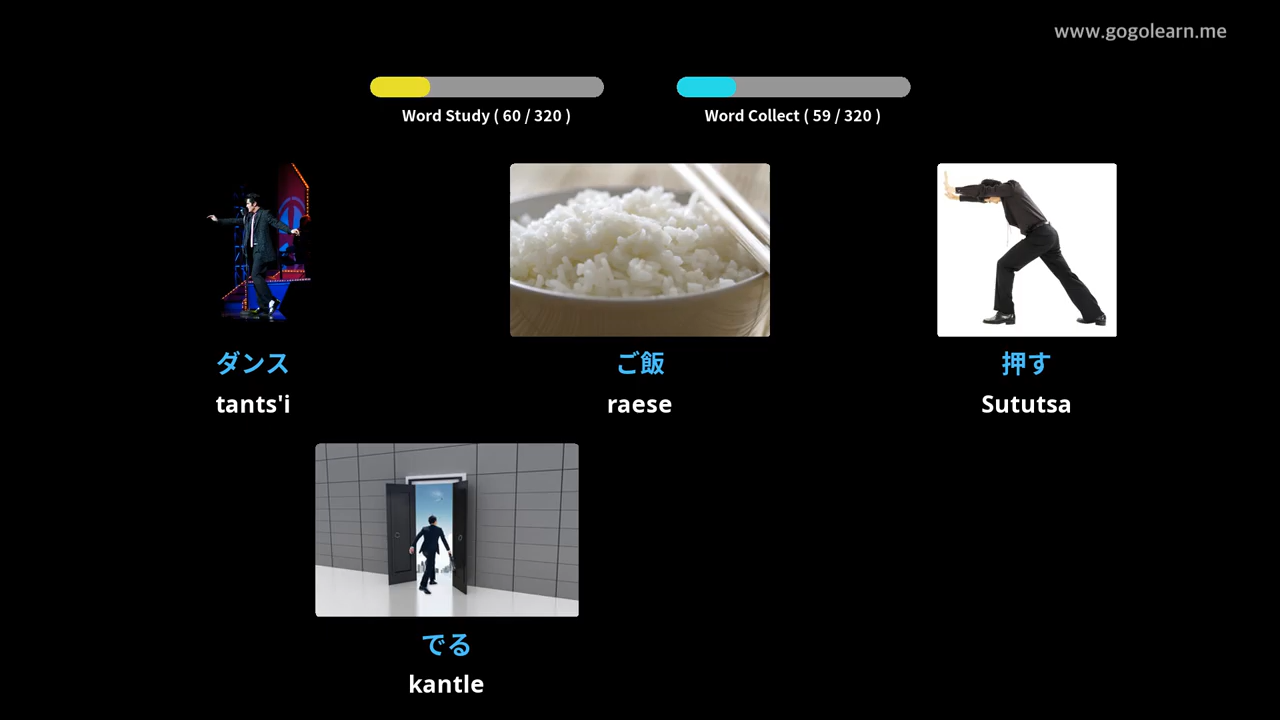 www.gogolearn.me
Word Study ( 60 / 320 )
Word Collect ( 59 / 320 )
ダンス
tants'i
ご飯
raese
押す
Sututsa
でる
kantle